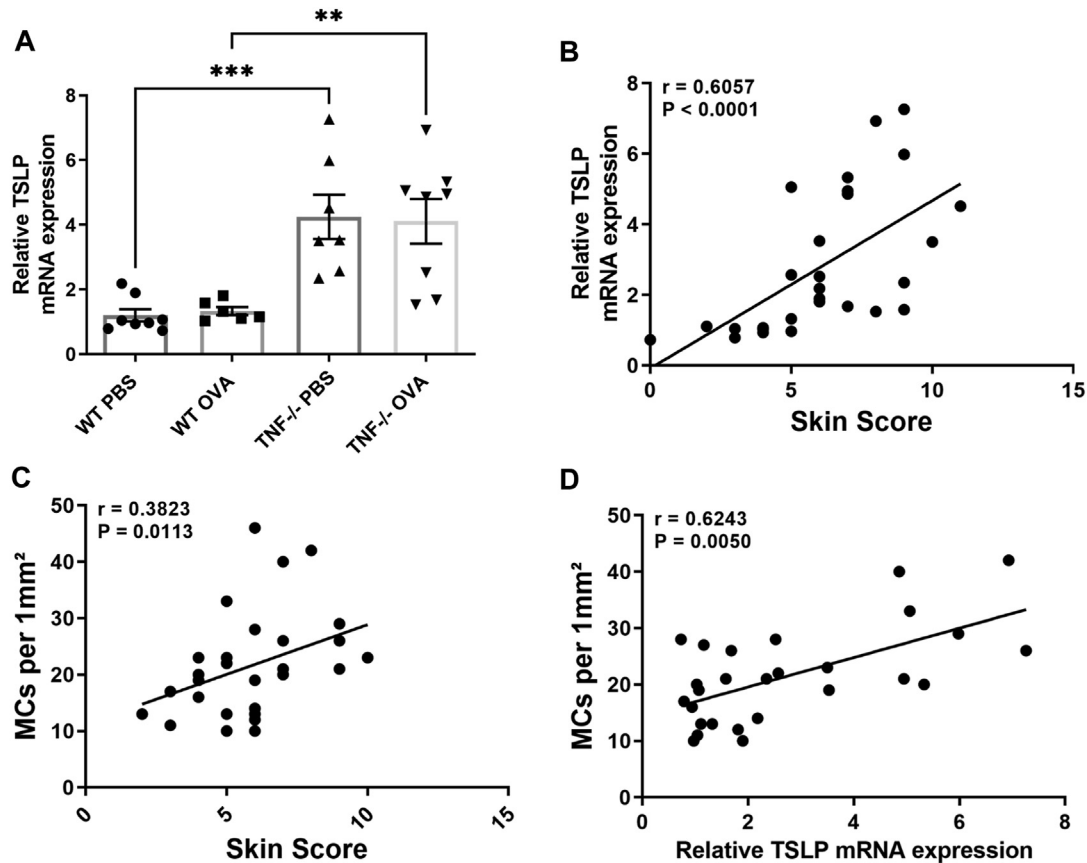 A
**
***
Relative TSLP
mRNA expression
8
6
4
2
0
WT PBS
WT OVA
TNF-/- PBS
TNF-/- OVA
B
r = 0.6057
P < 0.0001
Relative TSLP
mRNA expression
8
6
4
2
0
0
5
10
15
Skin Score
C
r = 0.3823
P = 0.0113
MCs per 1mm²
50
40
30
20
10
0
0
5
10
15
Skin Score
D
r = 0.6243
P = 0.0050
MCs per 1mm²
50
40
30
20
10
0
0
2
4
6
8
Relative TSLP mRNA expression